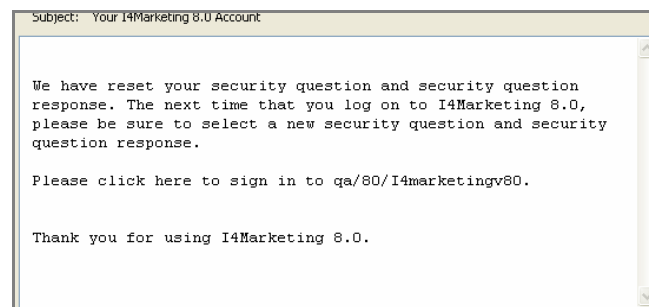 Subject: Your I4Marketing 8.0 Account
We have reset your security question and security question
response. The next time that you log on to I4Marketing 8.0,
please be sure to select a new security question and security
question response.
Please click here to sign in to qa/80/I4marketingv80.
Thank you for using I4Marketing 8.0.